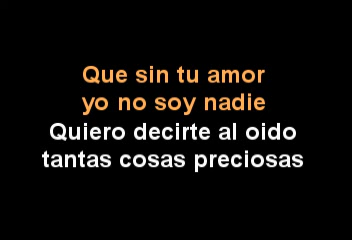 Que sin tu amor
yo no soy nadie
Quiero decirte al oido
tantas cosas preciosas